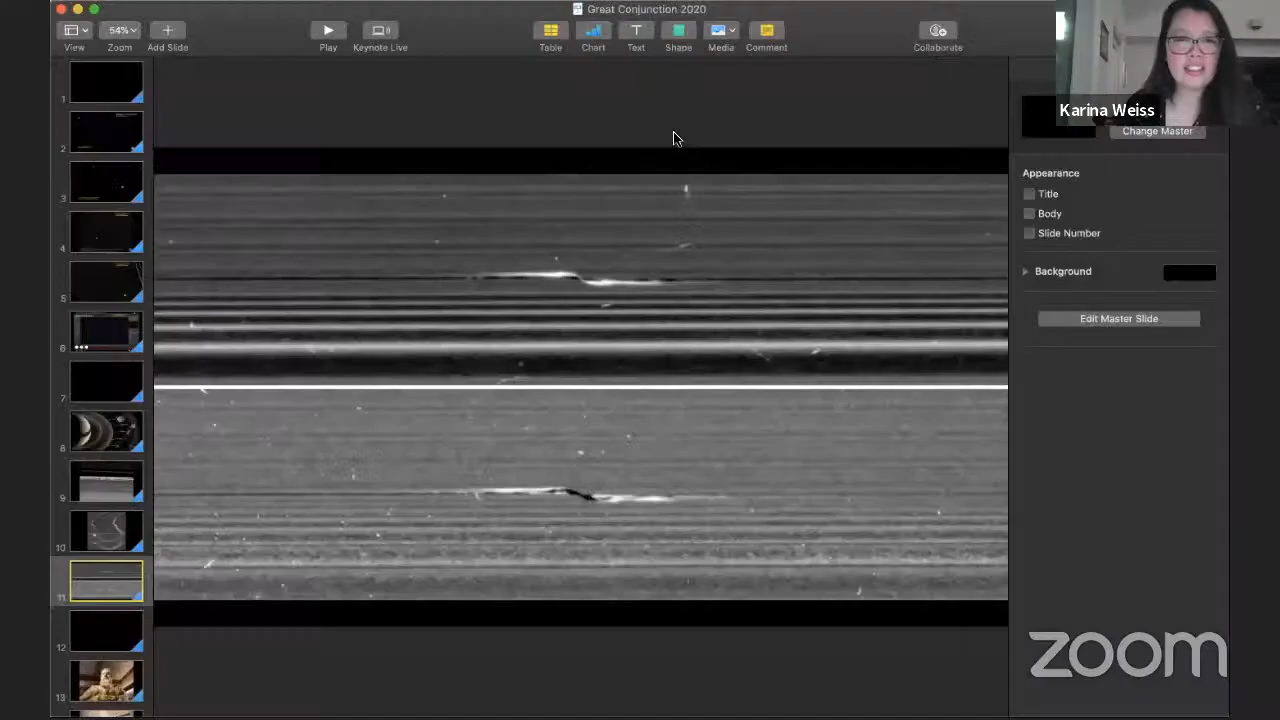 Great Conjunction 2020
54%
View
Zoom
Add Slide
Play
Keynote Live
Table
Chart
Text
Shape
Media
Comment
Collaborate
Karina Weiss
Change Master
Appearance
Title
Body
Slide Number
Background
Edit Master Slide
1
2
3
4
5
6
7
8
9
10
11
12
13
zoom